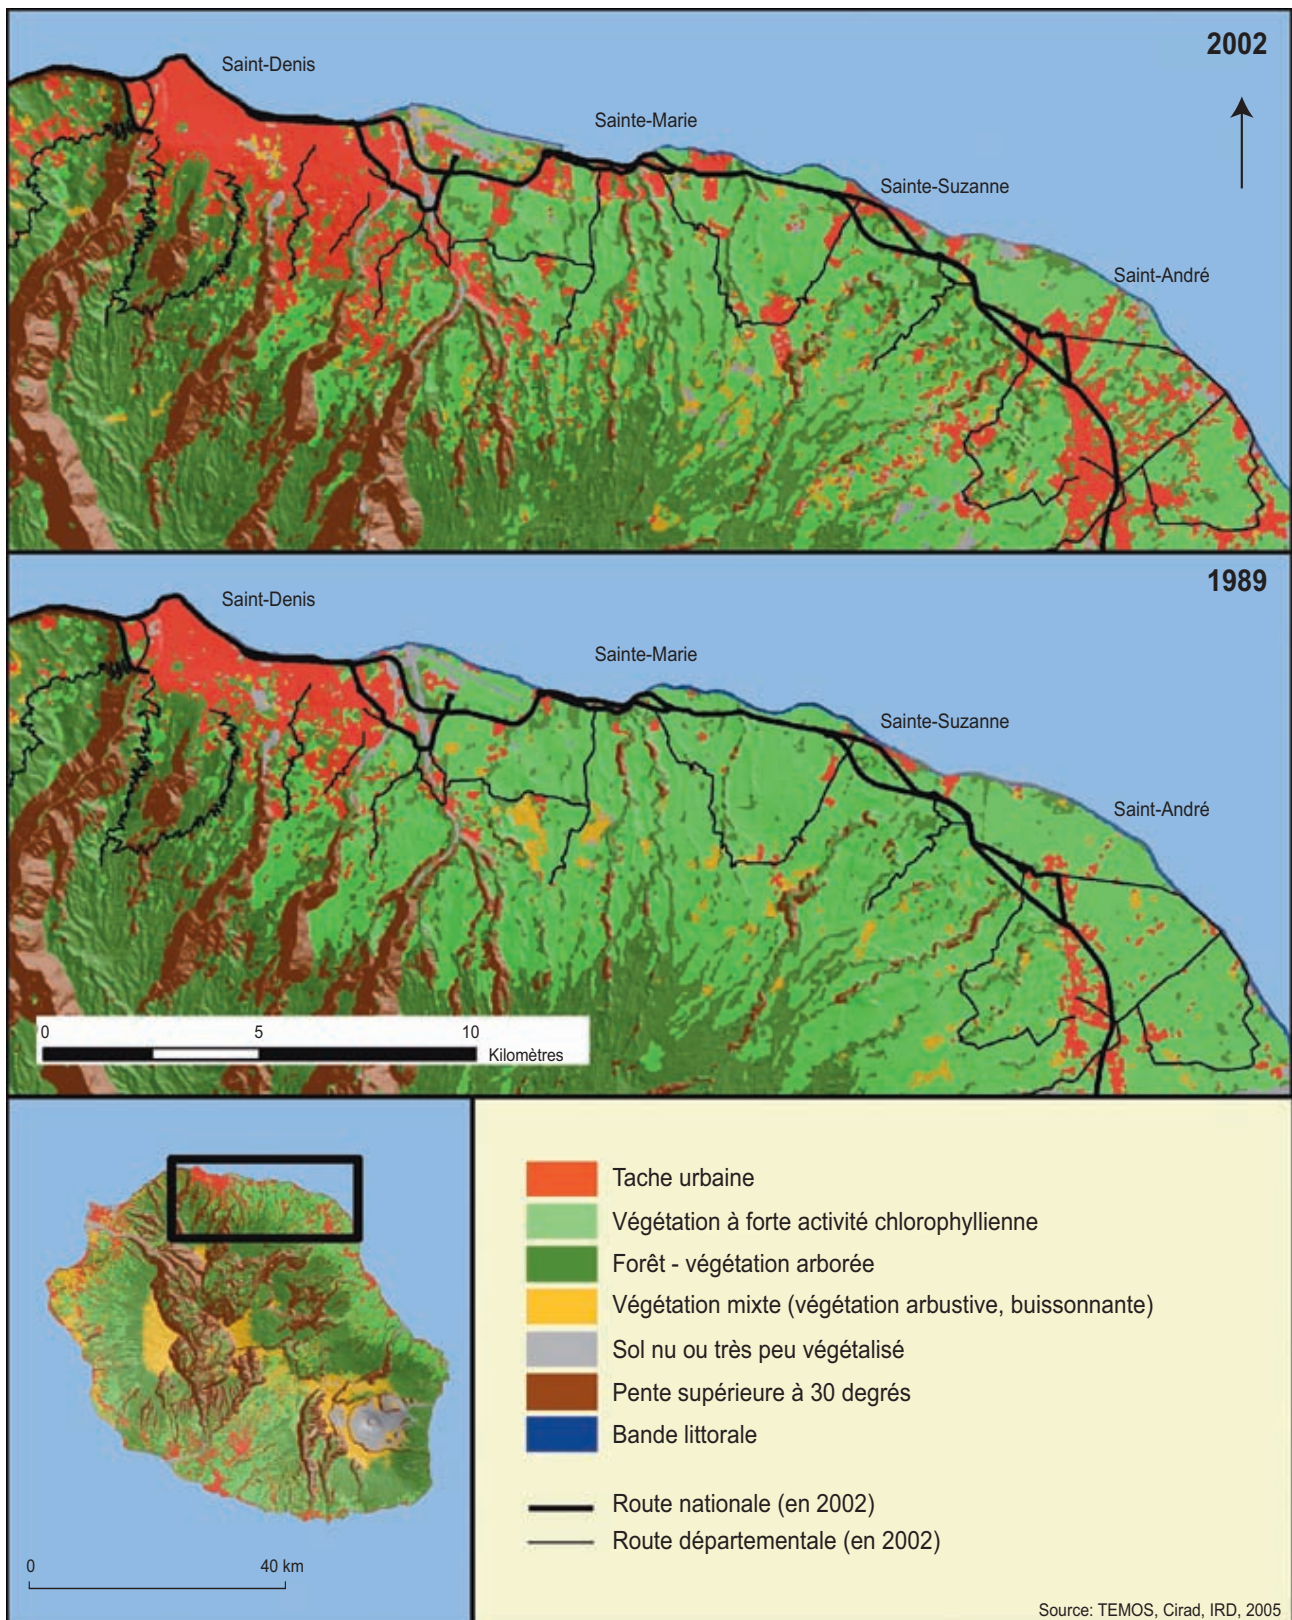 2002
Saint-Denis
Sainte-Marie
Sainte-Suzanne
Saint-André
1989
Saint-Denis
Sainte-Marie
Sainte-Suzanne
Saint-André
0 5 10
Kilomètres
Tache urbaine
Végétation à forte activité chlorophyllienne
Forêt - végétation arborée
Végétation mixte (végétation arbustive, buissonnante)
Sol nu ou très peu végétalisé
Pente supérieure à 30 degrés
Bande littorale
Route nationale (en 2002)
Route départementale (en 2002)
0 40 km
Source: TEMOS, Cirad, IRD, 2005